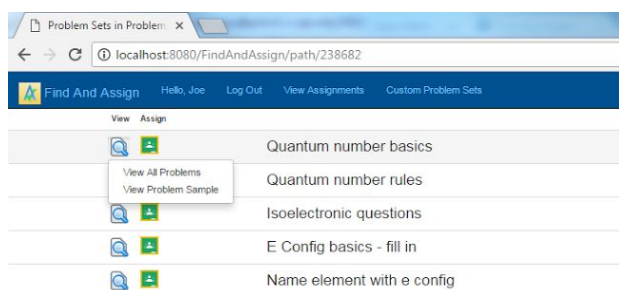 Problem Sets in Problem
localhost:8080/FindAndAssign/path/238682
Find And Assign Hello, Joe Log Out View Assignments Custom Problem Sets
View Assign
Quantum number basics
View All Problems
Quantum number rules
View Problem Sample
Isoelectronic questions
E Config basics - fill in
Name element with e config